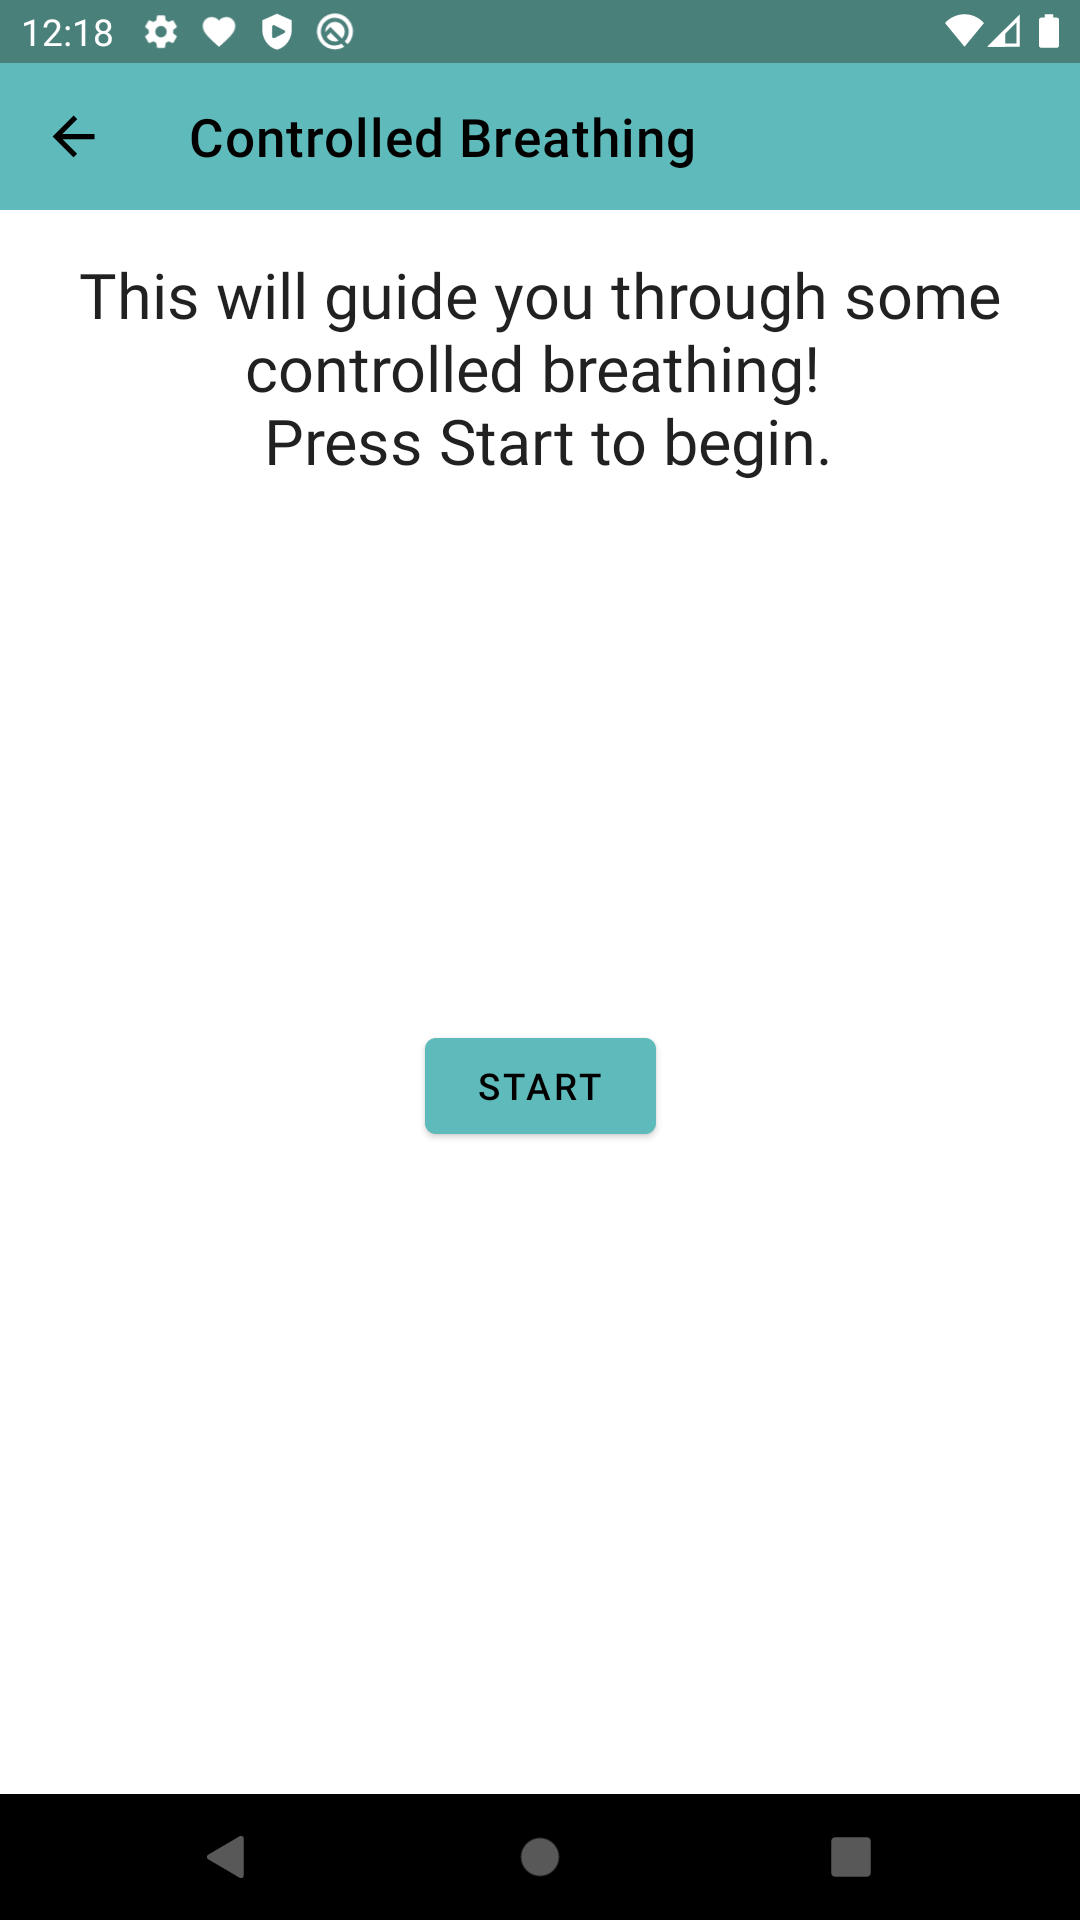 12:18
Controlled Breathing
This will guide you through some
controlled breathing!
Press Start to begin.
START